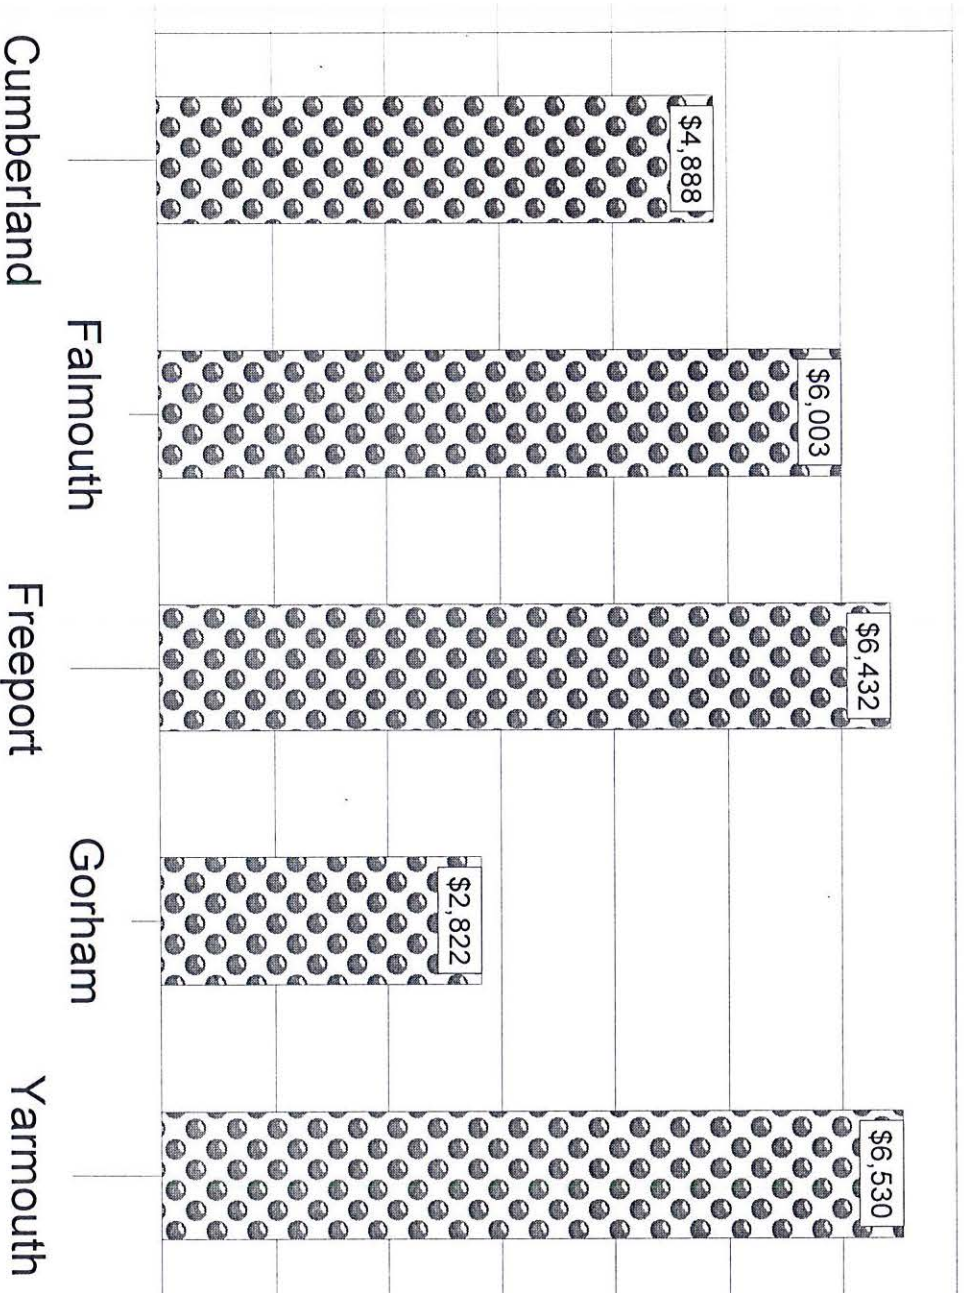 $4,888
$6,003
$6,432
$2,822
$6,530
Cumberland
Falmouth
Freeport
Gorham
Yarmouth